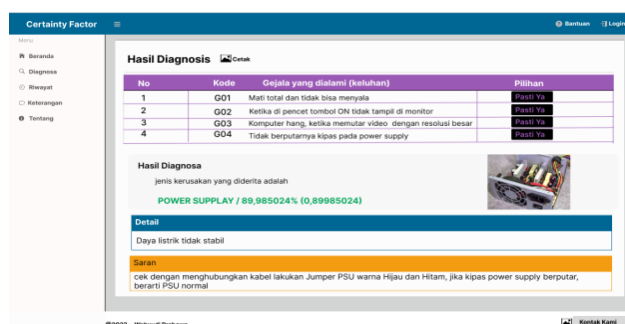 Certainty Factor
Bantuan Login
Menu
Beranda
Diagnosa
Riwayat
Keterangan
Tentang
Hasil Diagnosis Cetak
No Kode Gejala yang dialami (keluhan) Pilihan
1 G01 Mati total dan tidak bisa menyala Pasti Ya
2 G02 Ketika di pencet tombol ON tidak tampil di monitor Pasti Ya
3 G03 Komputer hang, ketika memutar video dengan resolusi besar Pasti Ya
4 G04 Tidak berputarnya kipas pada power supply Pasti Ya
Hasil Diagnosa
jenis kerusakan yang diderita adalah
POWER SUPPLAY / 89,985024% (0,89985024)
Detail
Daya listrik tidak stabil
Saran
cek dengan menghubungkan kabel lakukan Jumper PSU warna Hijau dan Hitam, jika kipas power supply berputar,
berarti PSU normal
Kontak Kami